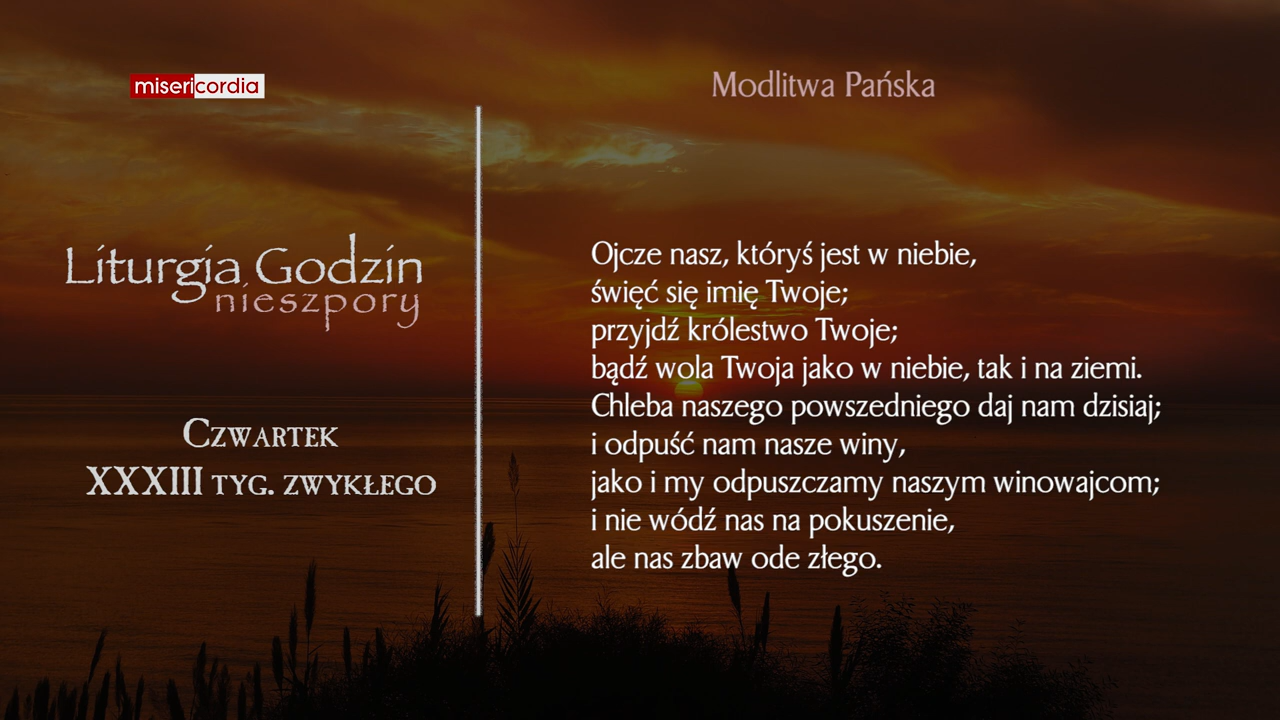 misericordia
Liturgia Godzin
nieszpory
Czwartek
XXXIII tyg. zwykłego
Modlitwa Pańska
Ojcze nasz, któryś jest w niebie,
święć się imię Twoje;
przyjdź królestwo Twoje;
bądź wola Twoja jako w niebie, tak i na ziemi.
Chleba naszego powszedniego daj nam dzisiaj;
i odpuść nam nasze winy,
jako i my odpuszczamy naszym winowajcom;
i nie wódź nas na pokuszenie,
ale nas zbaw ode złego.